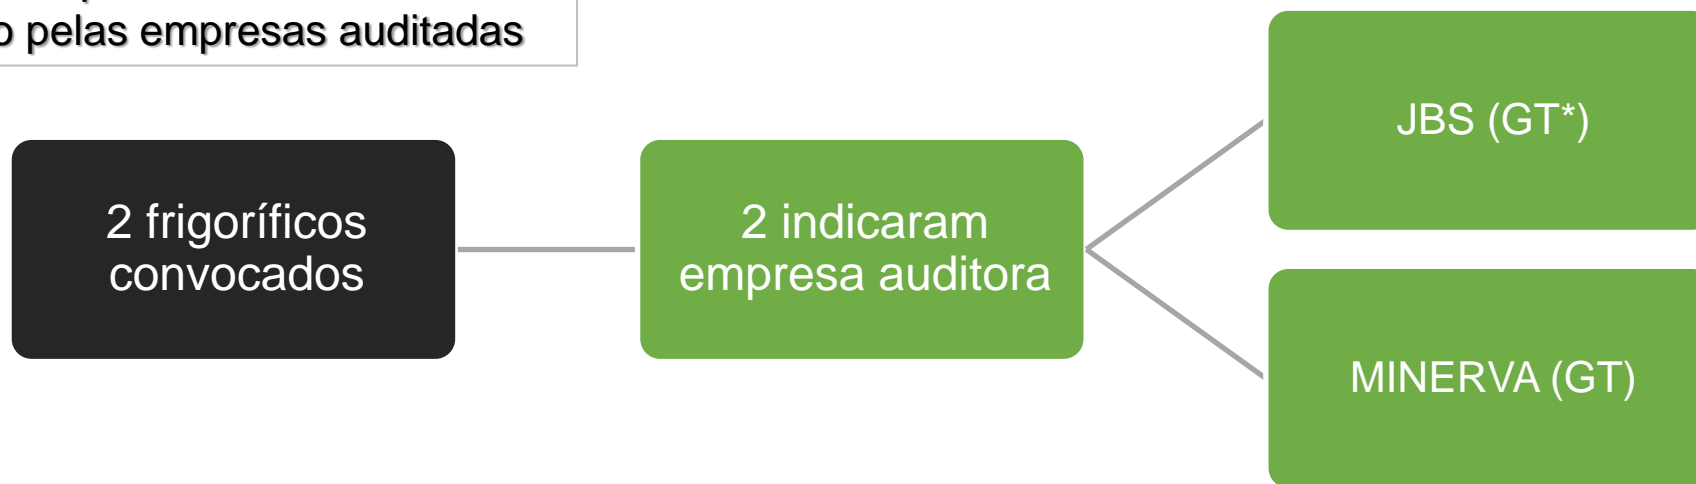 pelas empresas auditadas
2 frigoríficos
convocados
2 indicaram
empresa auditora
JBS (GT*)
MINERVA (GT)